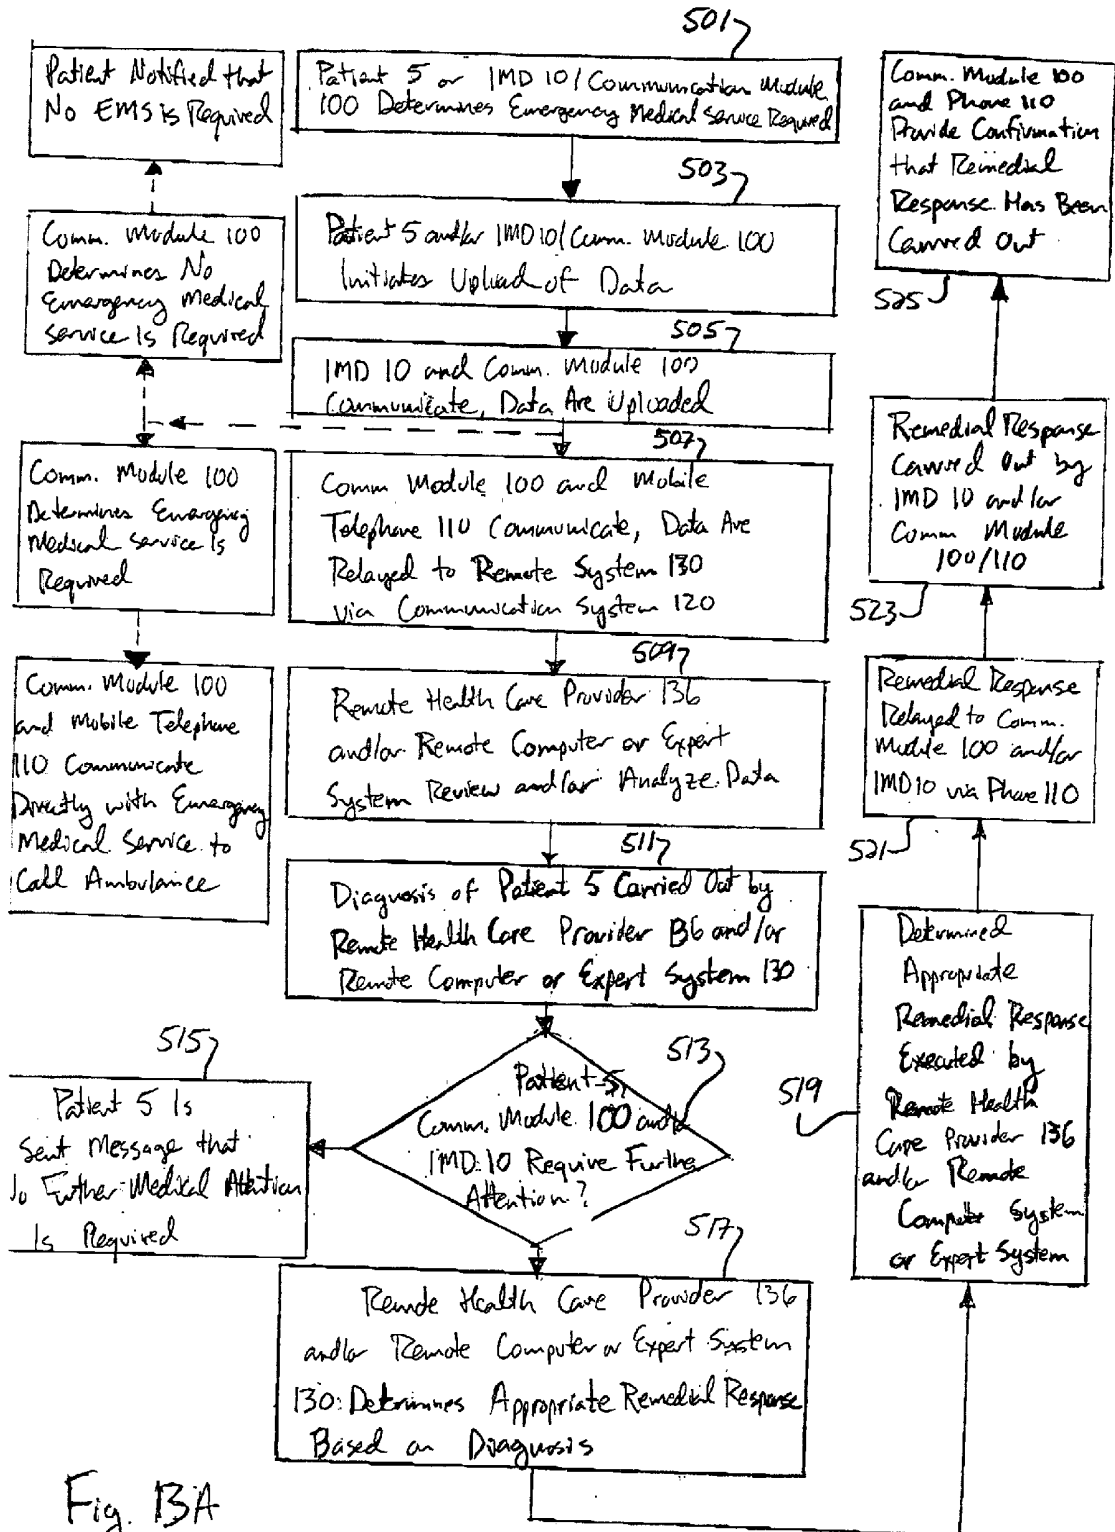 501
Patient 5 or IMD 10/Communication Module
100 Determines Emergency Medical Service Required
503
Patient 5 and/or IMD10/Comm. Module 100
Initiates Upload of Data
505
IMD 10 and Comm. Module 100
Communicate, Data Are Uploaded
507
Comm Module 100 and Mobile
Telephone 110 Communicate, Data Are
Relayed to Remote System 130
via Communication System 120
509
Remote Health Care Provider 136
and/or Remote Computer or Expert
System Review and/or Analyze Data
511
Diagnosis of Patient 5 Carried Out by
Remote Health Care Provider 136 and/or
Remote Computer or Expert System 130
513
Patient 5,
Comm. Module 100 and/or
IMD 10 Require Further
Attention?
515
Patient 5 Is
Sent Message that
No Further Medical Attention
Is Required
517
Remote Health Care Provider 136
and/or Remote Computer or Expert System
130 Determines Appropriate Remedial Response
Based on Diagnosis
Patient Notified that
No EMS is Required
Comm. Module 100
Determines No
Emergency Medical
Service Is Required
Comm. Module 100
Determines Emergency
Medical Service Is
Required
Comm. Module 100
and Mobile Telephone
110 Communicate
Directly with Emergency
Medical Service to
Call Ambulance
519
Determined
Appropriate
Remedial Response
Executed by
Remote Health
Care Provider 136
and/or Remote
Computer System
or Expert System
521
Remedial Response
Relayed to Comm.
Module 100 and/or
IMD10 via Phone 110
523
Remedial Response
Carried Out by
IMD 10 and/or
Comm Module
100/110
525
Comm. Module 100
and Phone 110
Provide Confirmation
that Remedial
Response Has Been
Carried Out
Fig. 13A